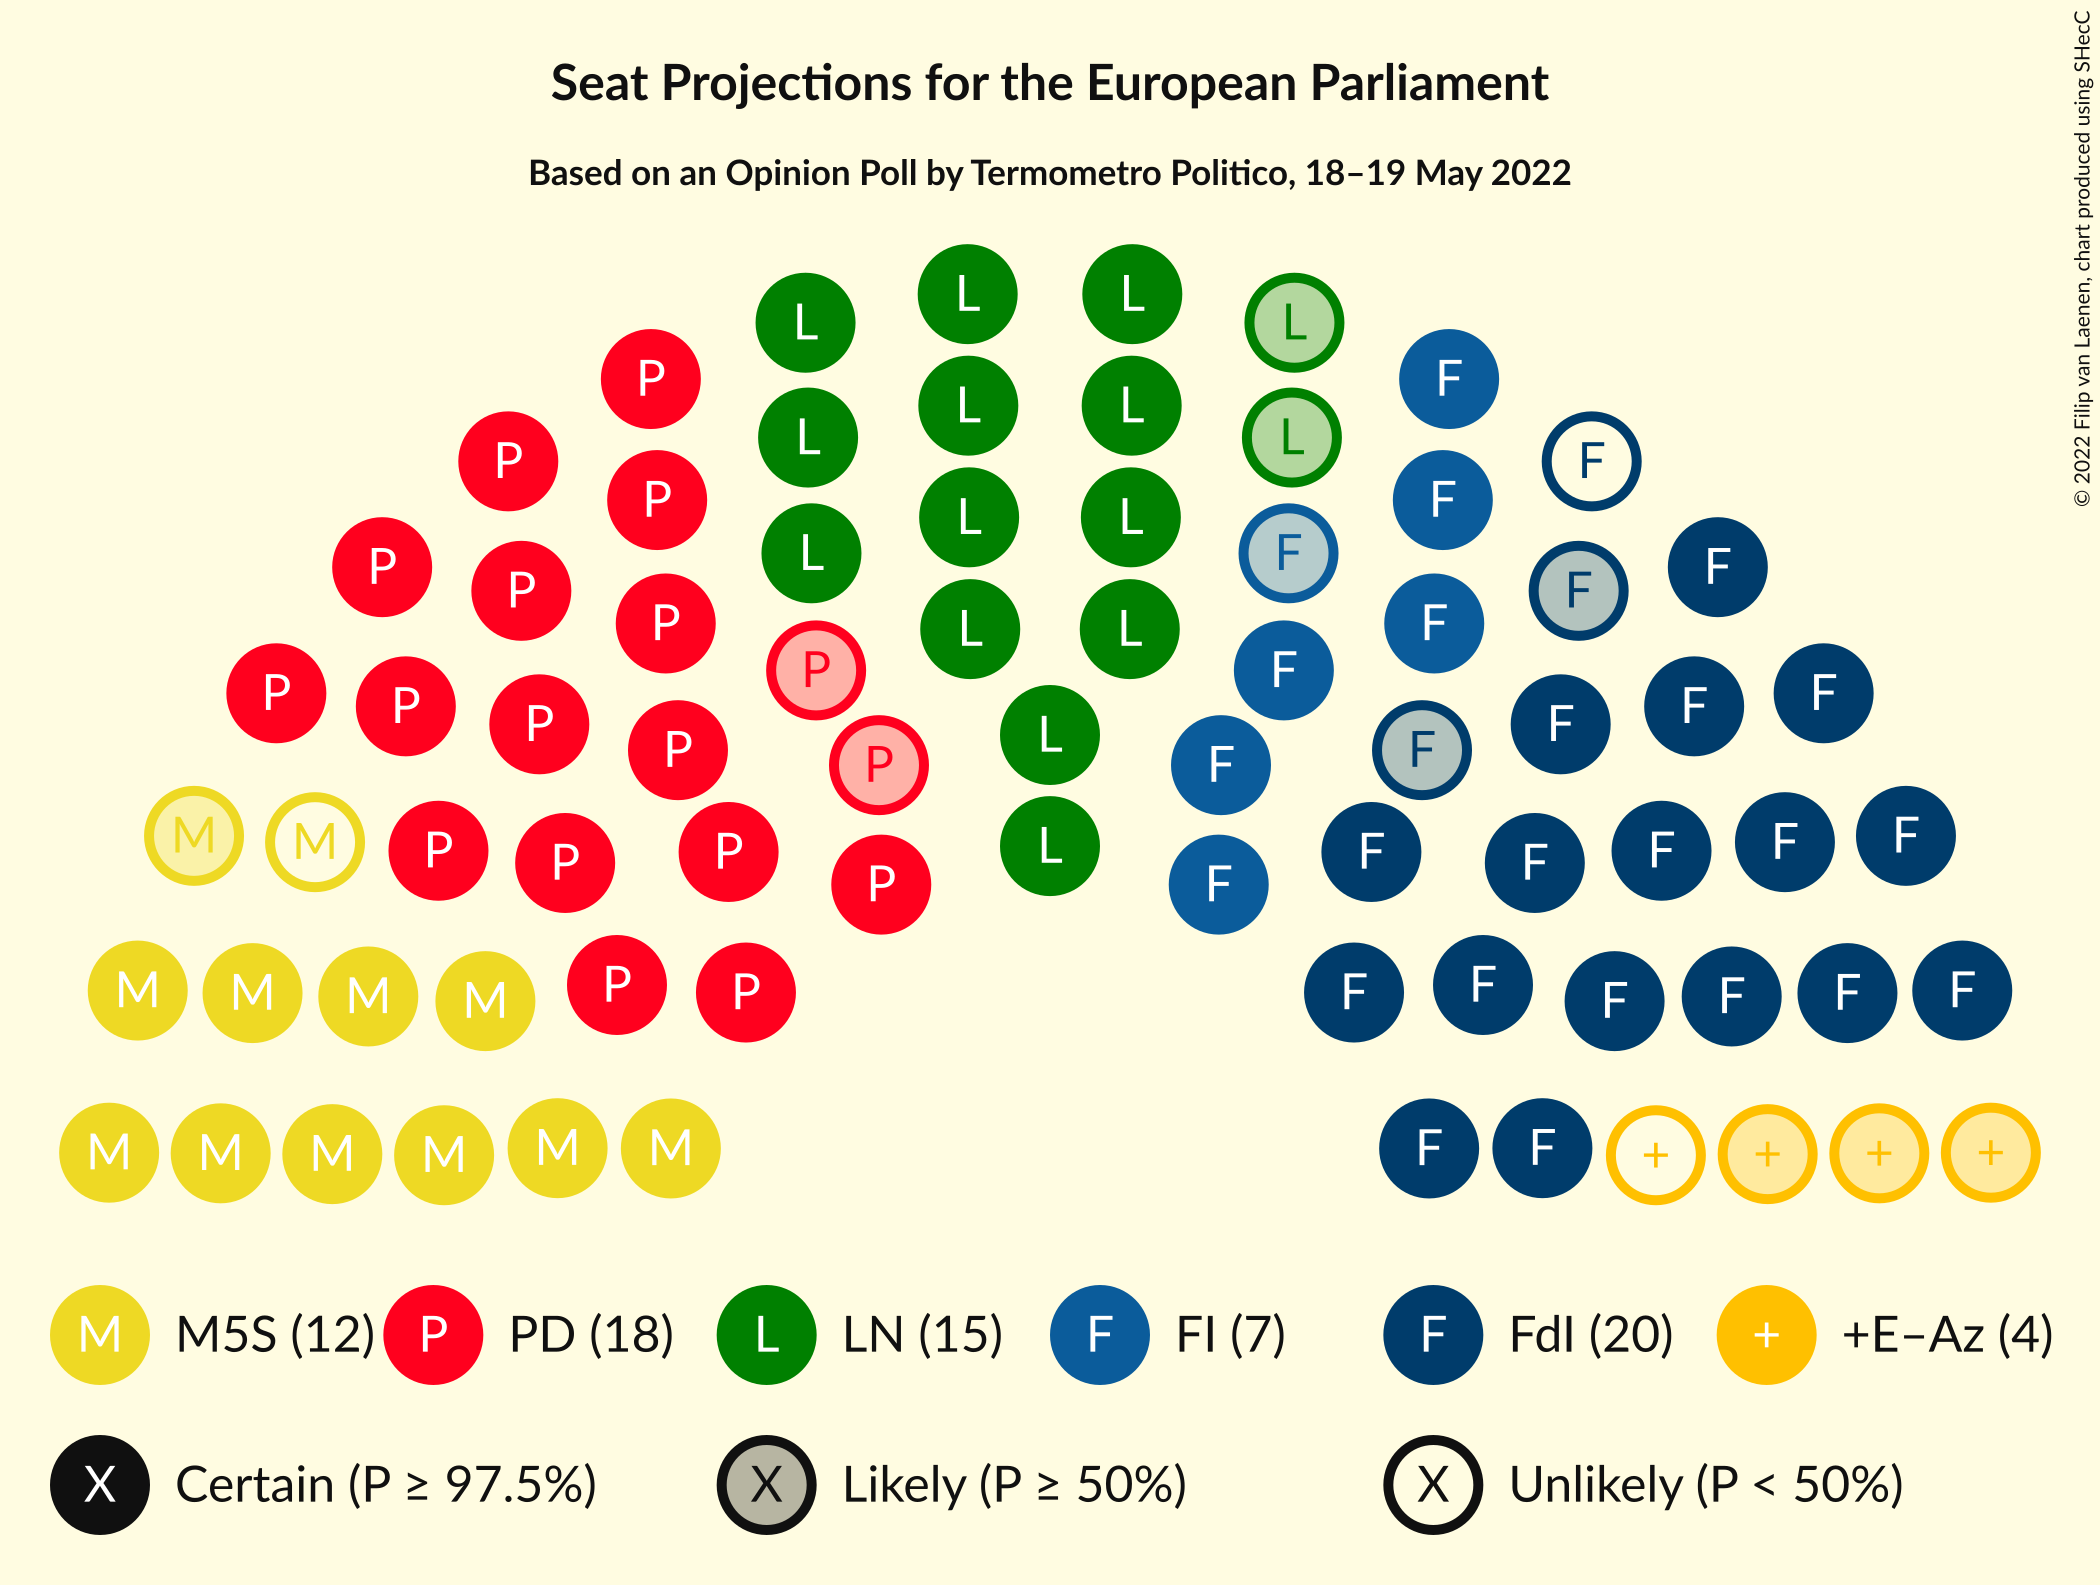 Seat Projections for the European Parliament
Based on an Opinion Poll by Termometro Politico, 18–19 May 2022
© 2022 Filip van Laenen, chart produced using SHecC
L L
L L
P F
L L
L L
P F
P F
L L
L F
P F
P F
P F
L L
P F
P F
P F
P F
P F
L
P F
P F
M F
M F
L
P F
P F
P F
P F
M M M M P P F F F F F F
M M M M M M F F + + + +
M M5S (12) P PD (18) L LN (15) F FI (7) F FdI (20) + +E–Az (4)
X Certain (P ≥ 97.5%) X Likely (P ≥ 50%) X Unlikely (P < 50%)